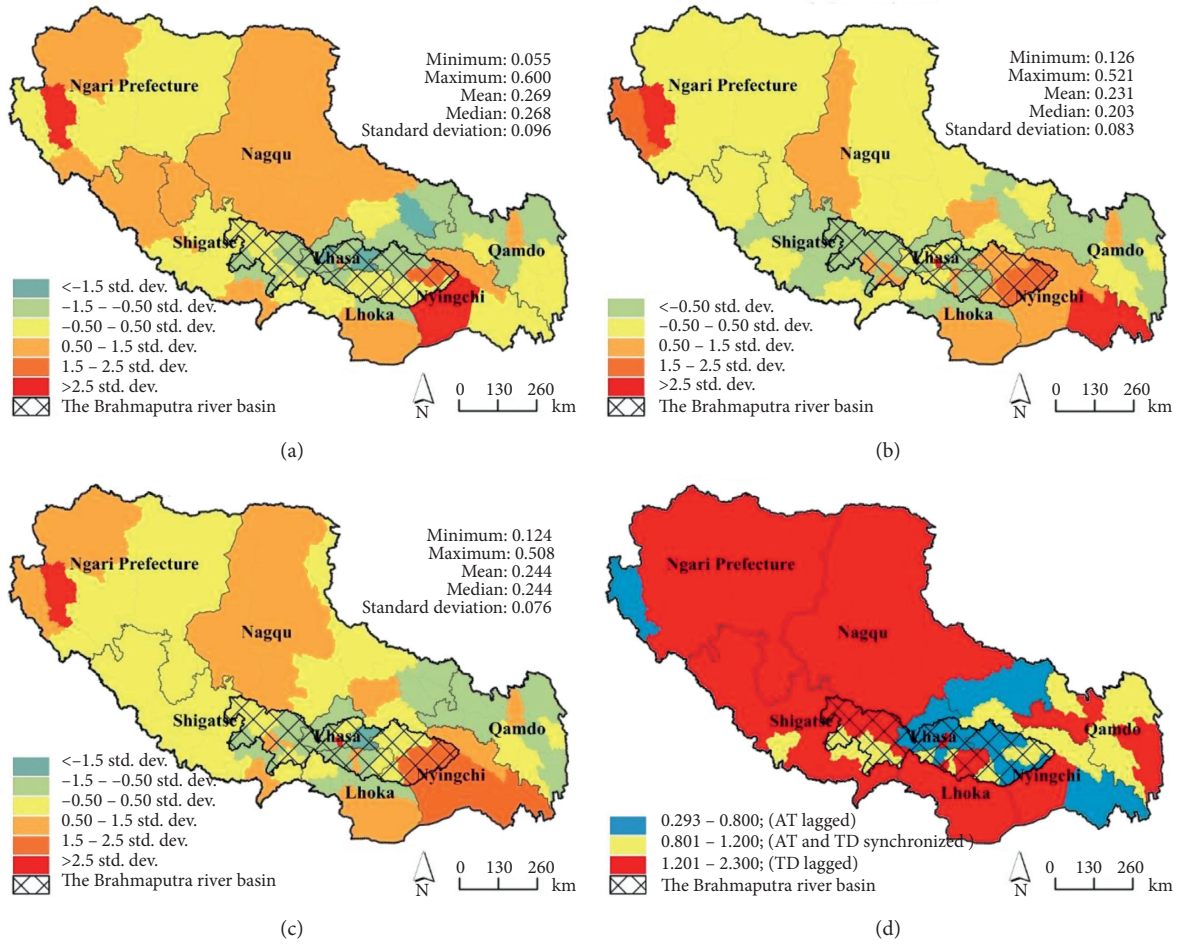 Minimum: 0.055
Maximum: 0.600
Mean: 0.269
Median: 0.268
Standard deviation: 0.096
Ngari Prefecture
Nagqu
Shigatse
Lhasa
Qamdo
Nyingchi
Lhoka
<–1.5 std. dev.
–1.5 – –0.50 std. dev.
–0.50 – 0.50 std. dev.
0.50 – 1.5 std. dev.
1.5 – 2.5 std. dev.
>2.5 std. dev.
The Brahmaputra river basin
N
0 130 260
km
(a)
Minimum: 0.126
Maximum: 0.521
Mean: 0.231
Median: 0.203
Standard deviation: 0.083
Ngari Prefecture
Nagqu
Shigatse
Lhasa
Qamdo
Nyingchi
Lhoka
<–0.50 std. dev.
–0.50 – 0.50 std. dev.
0.50 – 1.5 std. dev.
1.5 – 2.5 std. dev.
>2.5 std. dev.
The Brahmaputra river basin
N
0 130 260
km
(b)
Minimum: 0.124
Maximum: 0.508
Mean: 0.244
Median: 0.244
Standard deviation: 0.076
Ngari Prefecture
Nagqu
Shigatse
Lhasa
Qamdo
Nyingchi
Lhoka
<–1.5 std. dev.
–1.5 – –0.50 std. dev.
–0.50 – 0.50 std. dev.
0.50 – 1.5 std. dev.
1.5 – 2.5 std. dev.
>2.5 std. dev.
The Brahmaputra river basin
N
0 130 260
km
(c)
Ngari Prefecture
Nagqu
Shigatse
Lhasa
Qamdo
Nyingchi
Lhoka
0.293 – 0.800; (AT lagged)
0.801 – 1.200; (AT and TD synchronized )
1.201 – 2.300; (TD lagged)
The Brahmaputra river basin
N
0 130 260
km
(d)